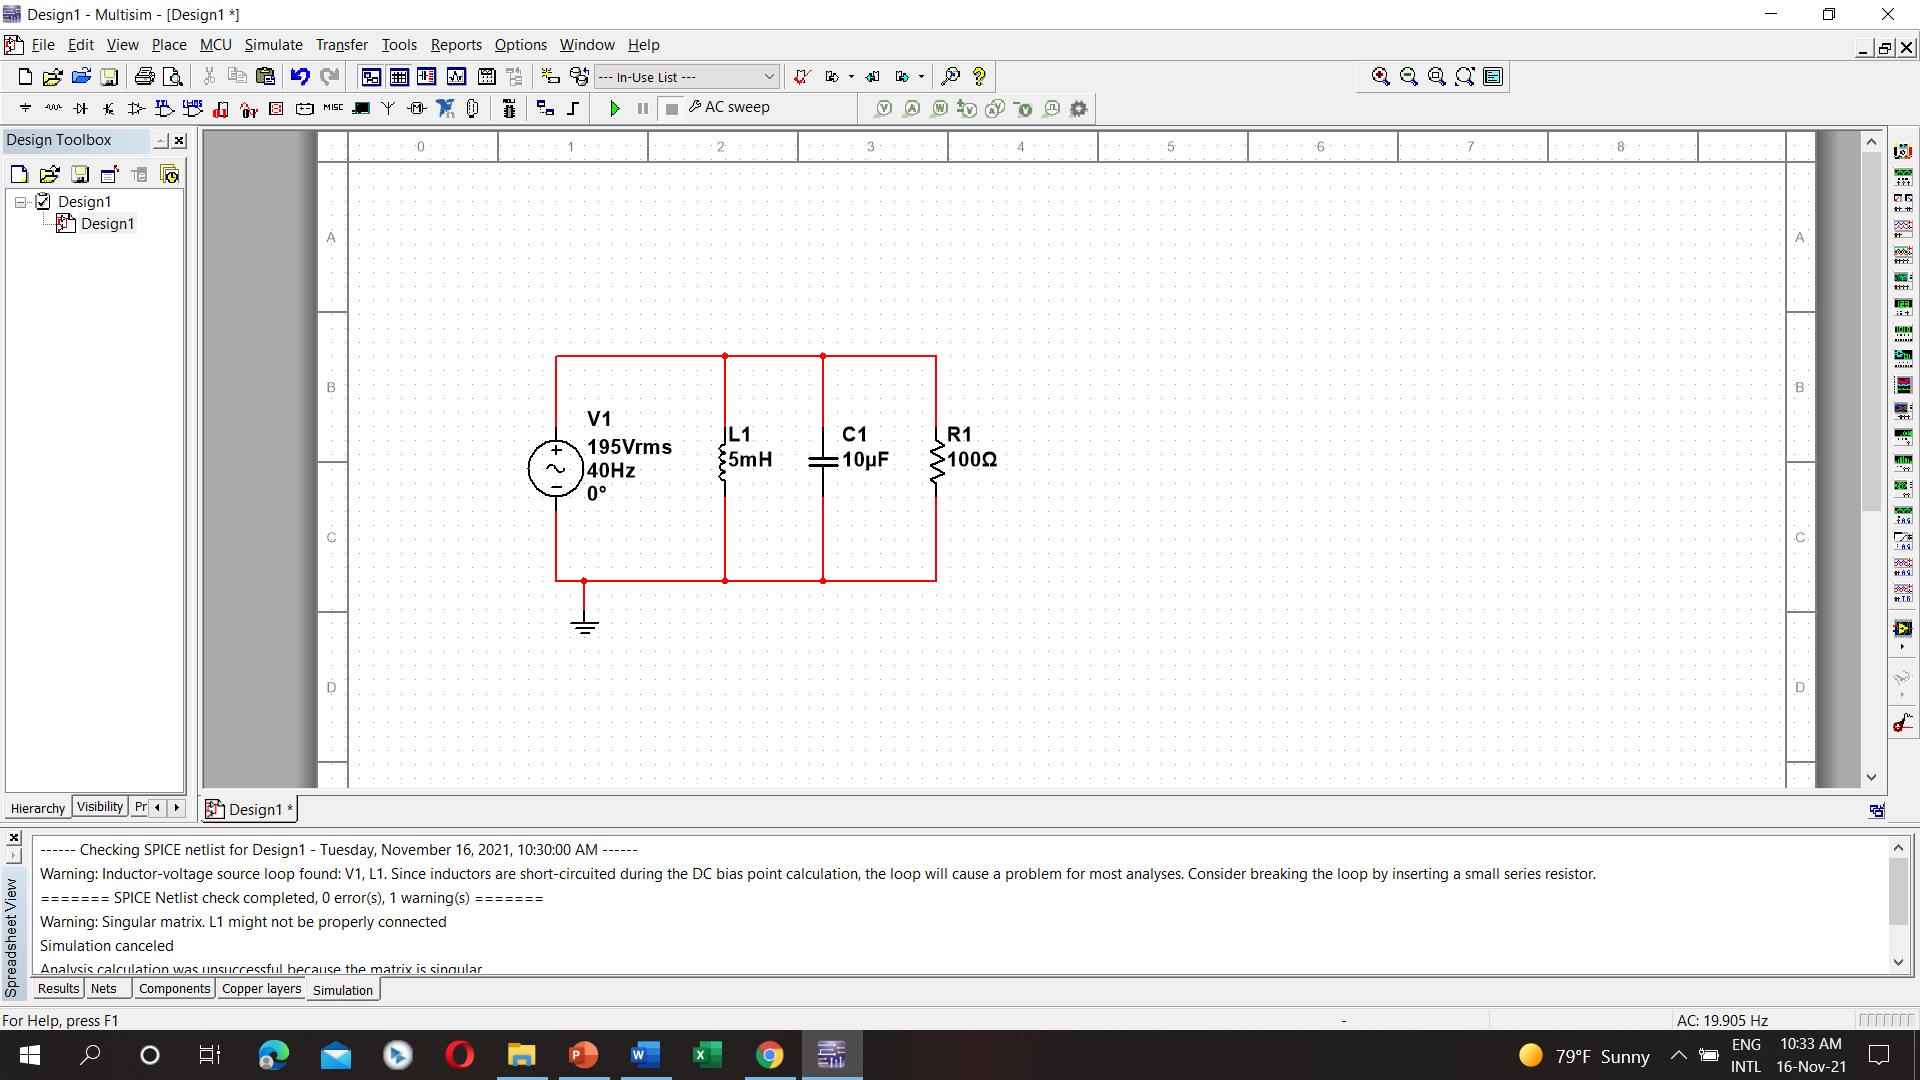 Design1 - Multisim - [Design1 *]
File Edit View Place MCU Simulate Transfer Tools Reports Options Window Help
--- In-Use List ---
MISC
AC sweep
Design Toolbox
Design1
Design1
0 1 2 3 4 5 6 7 8
A A
B B
C C
D D
V1
195Vrms
40Hz
0°
L1
5mH
C1
10µF
R1
100Ω
Hierarchy Visibility Pr
Design1 *
------ Checking SPICE netlist for Design1 - Tuesday, November 16, 2021, 10:30:00 AM ------
Warning: Inductor-voltage source loop found: V1, L1. Since inductors are short-circuited during the DC bias point calculation, the loop will cause a problem for most analyses. Consider breaking the loop by inserting a small series resistor.
======= SPICE Netlist check completed, 0 error(s), 1 warning(s) =======
Warning: Singular matrix. L1 might not be properly connected
Simulation canceled
Analysis calculation was unsuccessful because the matrix is singular
Spreadsheet View
Results Nets Components Copper layers Simulation
For Help, press F1
-
AC: 19.905 Hz
79°F Sunny
ENG
INTL
10:33 AM
16-Nov-21